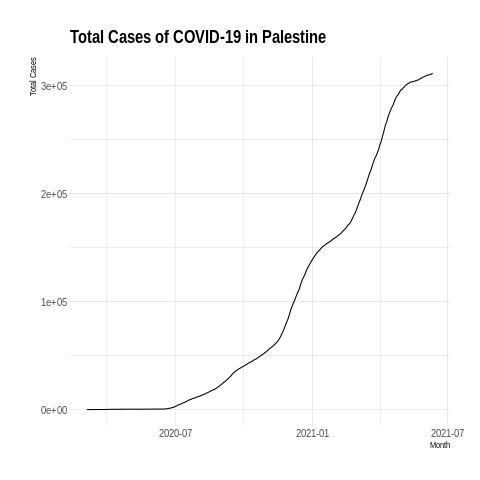 Total Cases of COVID-19 in Palestine
Total Cases
3e+05
2e+05
1e+05
0e+00
2020-07
2021-01
2021-07
Month